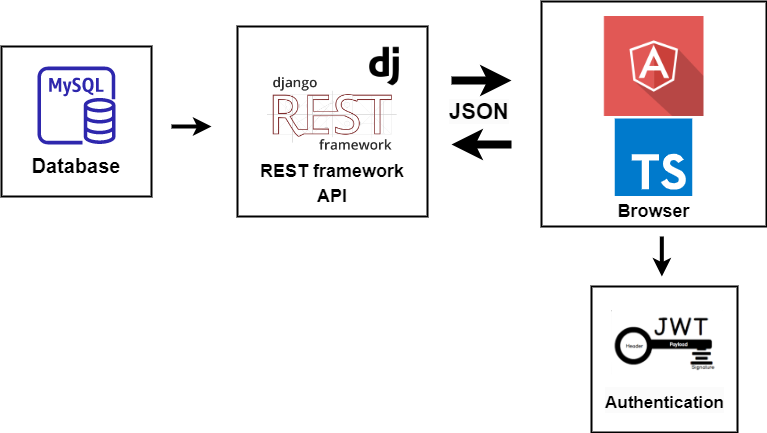 MySQL
Database
dj
django
REST
framework
REST framework
API
JSON
A
TS
Browser
JWT
Header
Payload
Signature
Authentication